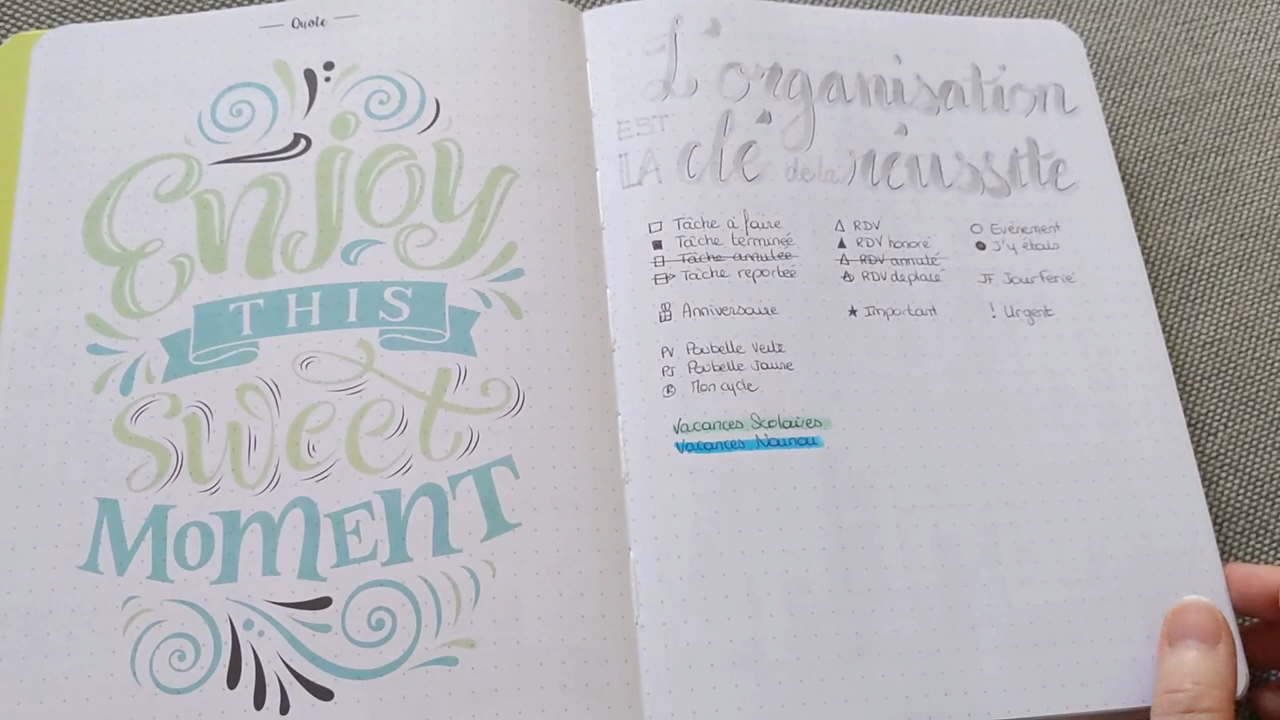 Quote
Enjoy
THIS
Sweet
MOMENT
L'organisation
EST
LA clé de la réussite
Tâche à faire
Tâche terminée
Tâche annulée
Tâche reportée
Anniversaire
PV Poubelle Verte
PJ Poubelle Jaune
R Mon cycle
Vacances Scolaires
Vacances Nounou
RDV
RDV honoré
RDV annulé
RDV déplacé
Important
Evènement
J'y étais
JF Jour Férié
! Urgent